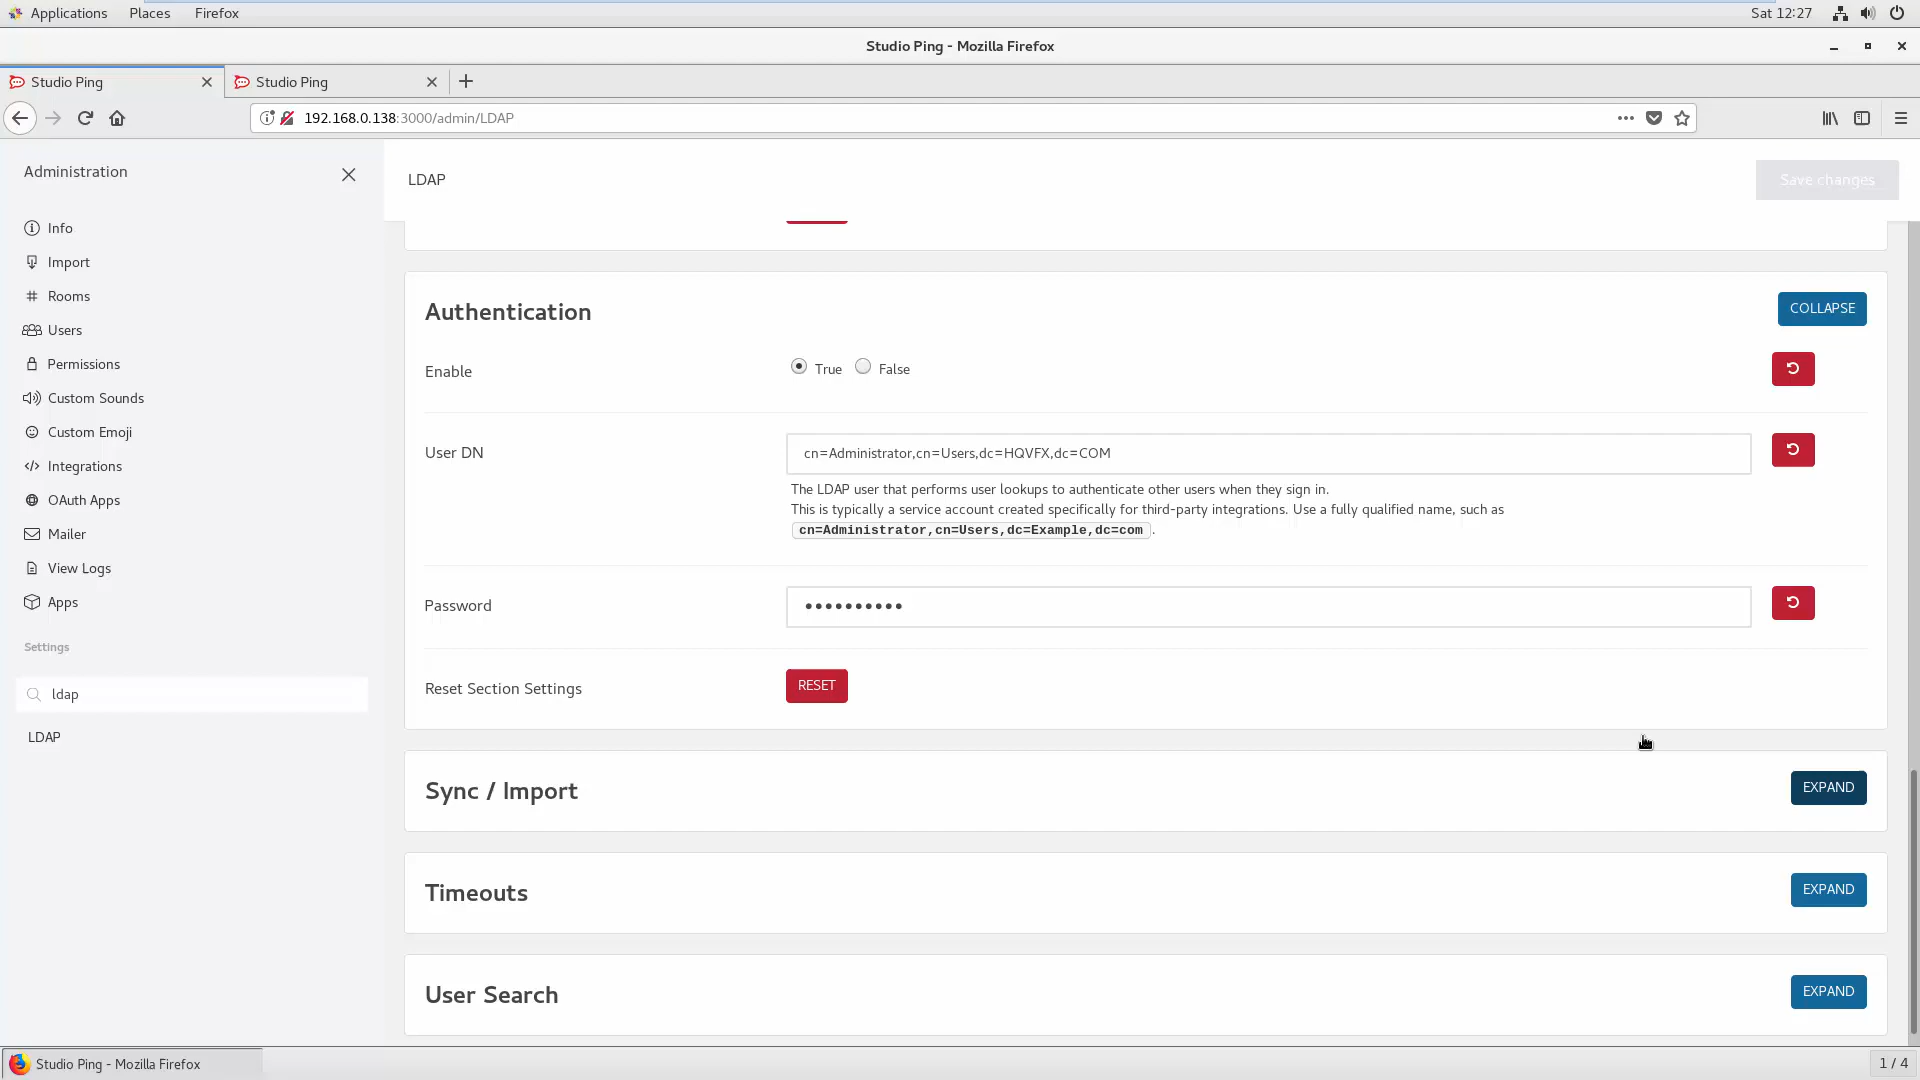 Applications Places Firefox Sat 12:27
Studio Ping - Mozilla Firefox
Studio Ping Studio Ping
192.168.0.138:3000/admin/LDAP
Administration
Info
Import
Rooms
Users
Permissions
Custom Sounds
Custom Emoji
Integrations
OAuth Apps
Mailer
View Logs
Apps
Settings
ldap
LDAP
LDAP Save changes
Authentication COLLAPSE
Enable True False
User DN cn=Administrator,cn=Users,dc=HQVFX,dc=COM
The LDAP user that performs user lookups to authenticate other users when they sign in.
This is typically a service account created specifically for third-party integrations. Use a fully qualified name, such as
cn=Administrator,cn=Users,dc=Example,dc=com .
Password ••••••••••
Reset Section Settings RESET
Sync / Import EXPAND
Timeouts EXPAND
User Search EXPAND
Studio Ping - Mozilla Firefox 1 / 4